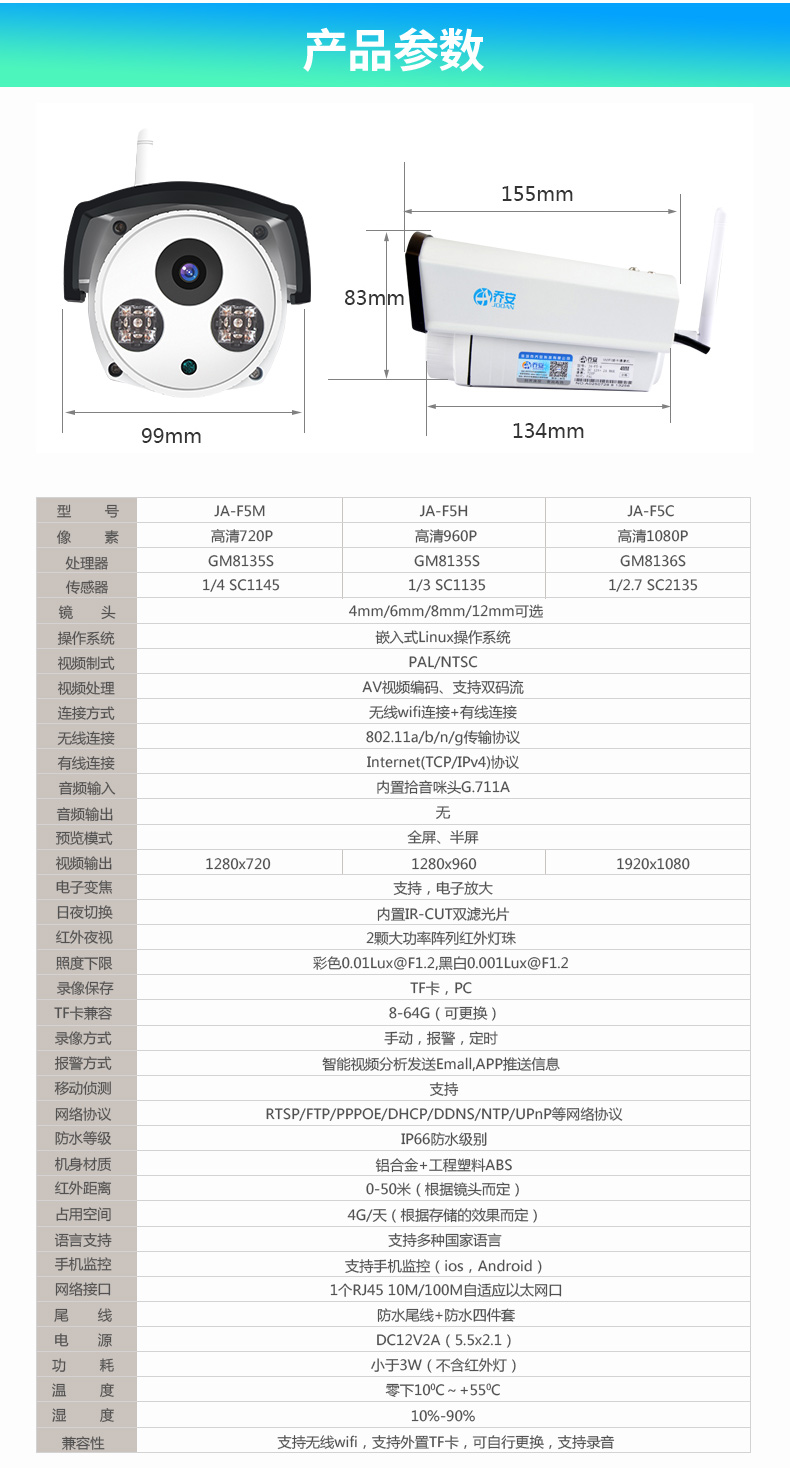 产品参数
155mm
83mm
乔安
JOOAN
乔安
99mm
134mm
型 号 JA-F5M JA-F5H JA-F5C
像 素 高清720P 高清960P 高清1080P
处理器 GM8135S GM8135S GM8136S
传感器 1/4 SC1145 1/3 SC1135 1/2.7 SC2135
镜 头 4mm/6mm/8mm/12mm可选
操作系统 嵌入式Linux操作系统
视频制式 PAL/NTSC
视频处理 AV视频编码、支持双码流
连接方式 无线wifi连接+有线连接
无线连接 802.11a/b/n/g传输协议
有线连接 Internet(TCP/IPv4)协议
音频输入 内置拾音咪头G.711A
音频输出 无
预览模式 全屏、半屏
视频输出 1280x720 1280x960 1920x1080
电子变焦 支持，电子放大
日夜切换 内置IR-CUT双滤光片
红外夜视 2颗大功率阵列红外灯珠
照度下限 彩色0.01Lux@F1.2,黑白0.001Lux@F1.2
录像保存 TF卡，PC
TF卡兼容 8-64G（可更换）
录像方式 手动，报警，定时
报警方式 智能视频分析发送Emall,APP推送信息
移动侦测 支持
网络协议 RTSP/FTP/PPPOE/DHCP/DDNS/NTP/UPnP等网络协议
防水等级 IP66防水级别
机身材质 铝合金+工程塑料ABS
红外距离 0-50米（根据镜头而定）
占用空间 4G/天（根据存储的效果而定）
语言支持 支持多种国家语言
手机监控 支持手机监控（ios，Android）
网络接口 1个RJ45 10M/100M自适应以太网口
尾 线 防水尾线+防水四件套
电 源 DC12V2A（5.5x2.1）
功 耗 小于3W（不含红外灯）
温 度 零下10⁰C～+55⁰C
湿 度 10%-90%
兼容性 支持无线wifi，支持外置TF卡，可自行更换，支持录音